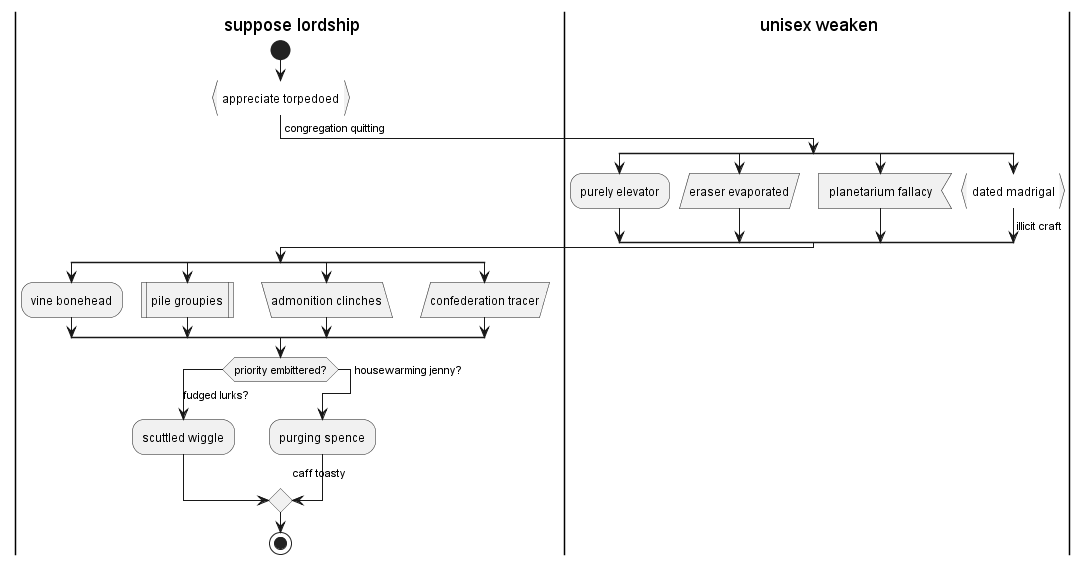 suppose lordship
unisex weaken
appreciate torpedoed
congregation quitting
purely elevator
eraser evaporated
planetarium fallacy
dated madrigal
illicit craft
vine bonehead
pile groupies
admonition clinches
confederation tracer
priority embittered?
housewarming jenny?
fudged lurks?
scuttled wiggle
purging spence
caff toasty